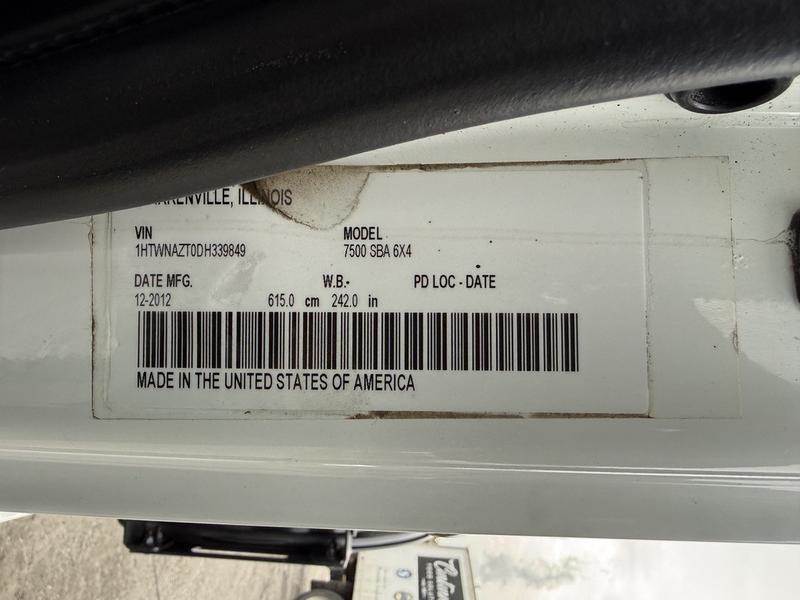 ILLINOIS
VIN MODEL
1HTWNAZT0DH339849 7500 SBA 6X4
DATE MFG. W.B.- PD LOC - DATE
12-2012 615.0 cm 242.0 in
MADE IN THE UNITED STATES OF AMERICA